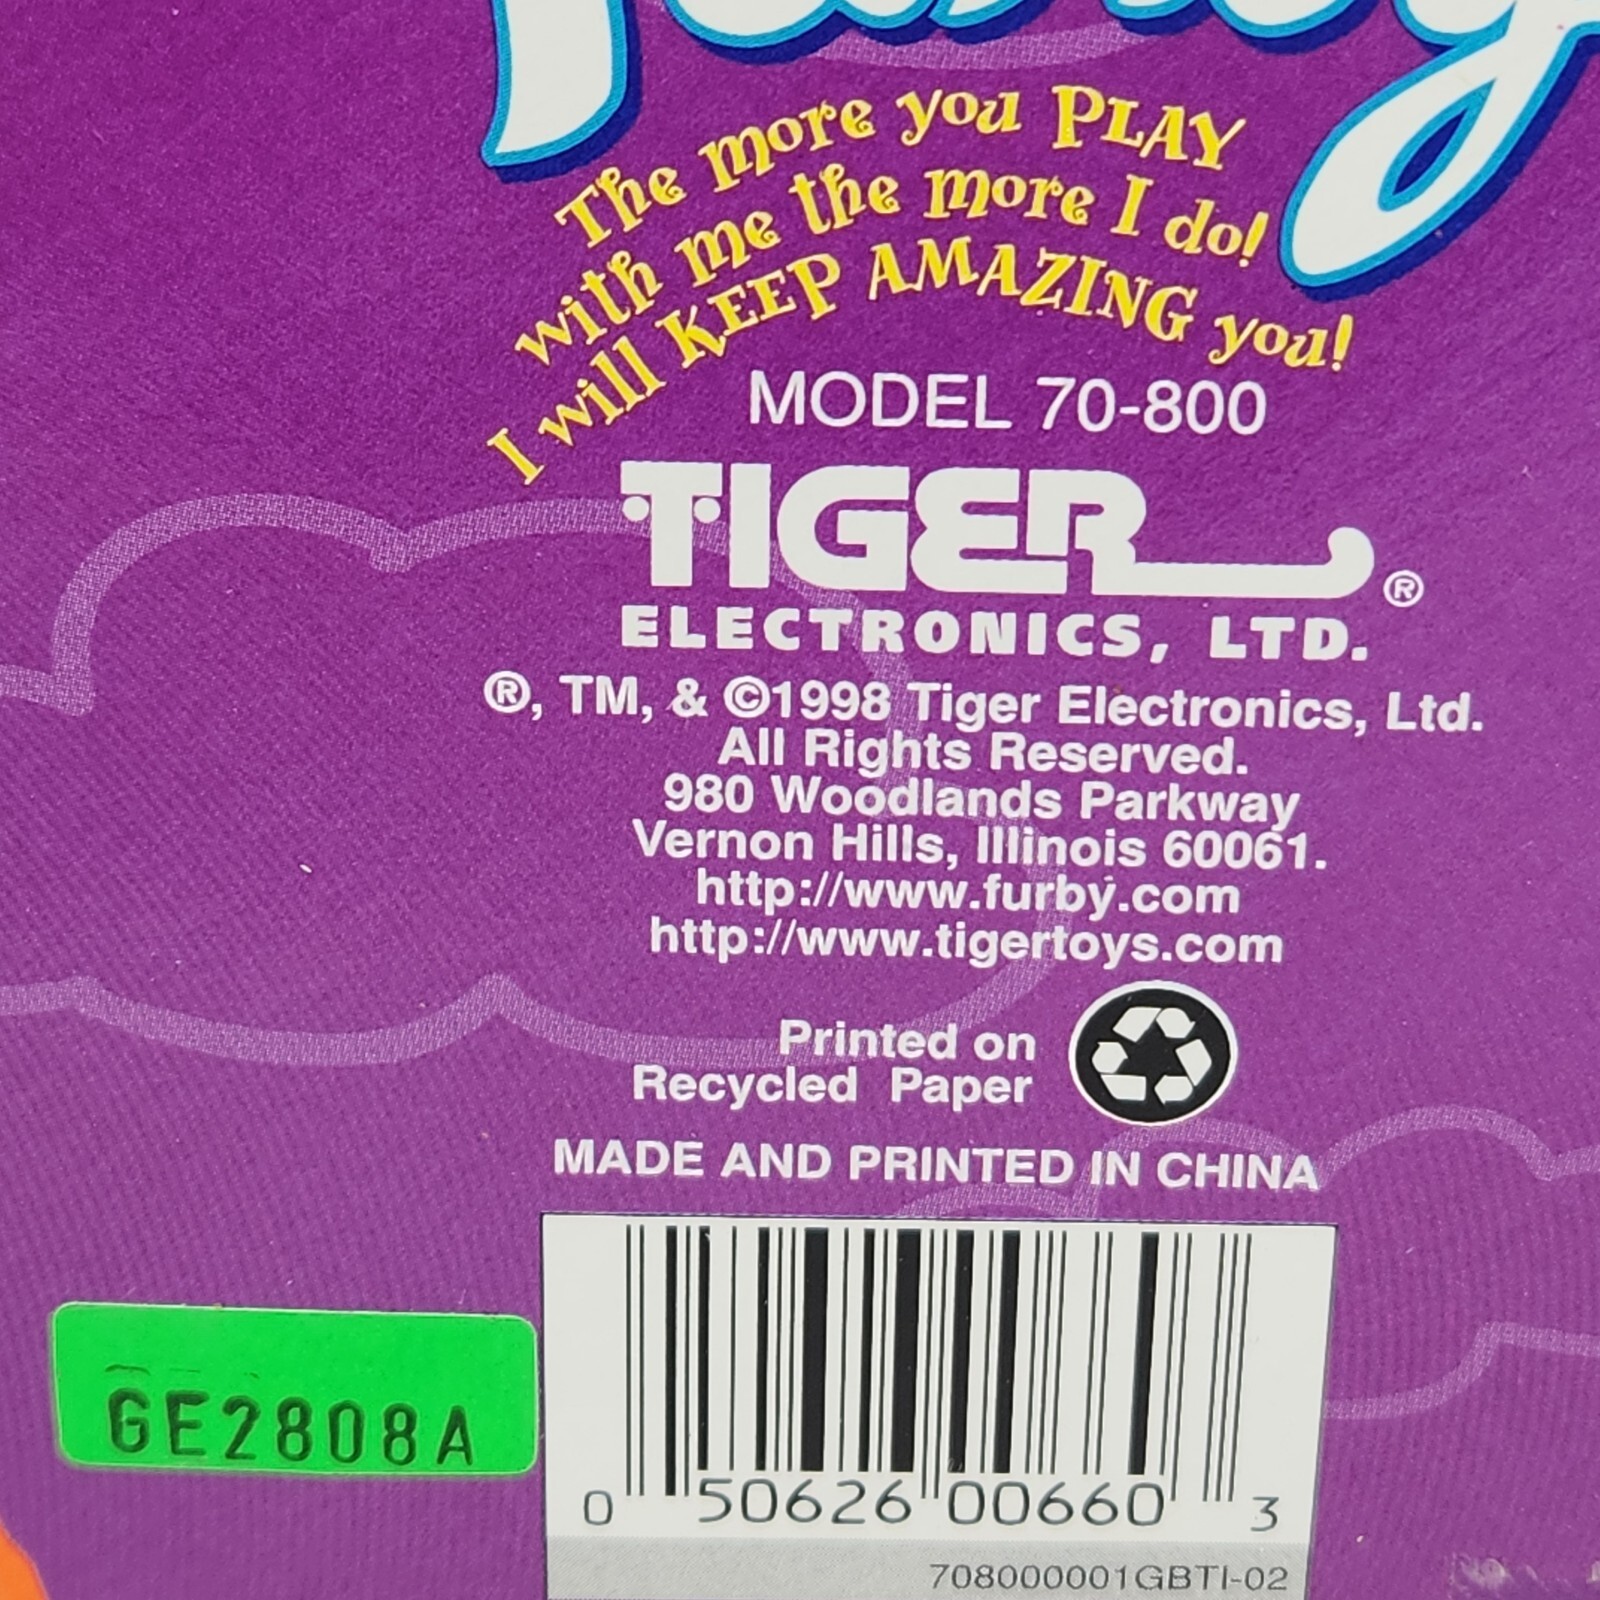 Furby
The more you PLAY
with me the more I do!
I will KEEP AMAZING you!
MODEL 70-800
TIGER®
ELECTRONICS, LTD.
®, TM, & ©1998 Tiger Electronics, Ltd.
All Rights Reserved.
980 Woodlands Parkway
Vernon Hills, Illinois 60061.
http://www.furby.com
http://www.tigertoys.com
Printed on
Recycled Paper
MADE AND PRINTED IN CHINA
GE2808A
0 50626 00660 3
708000001GBTI-02